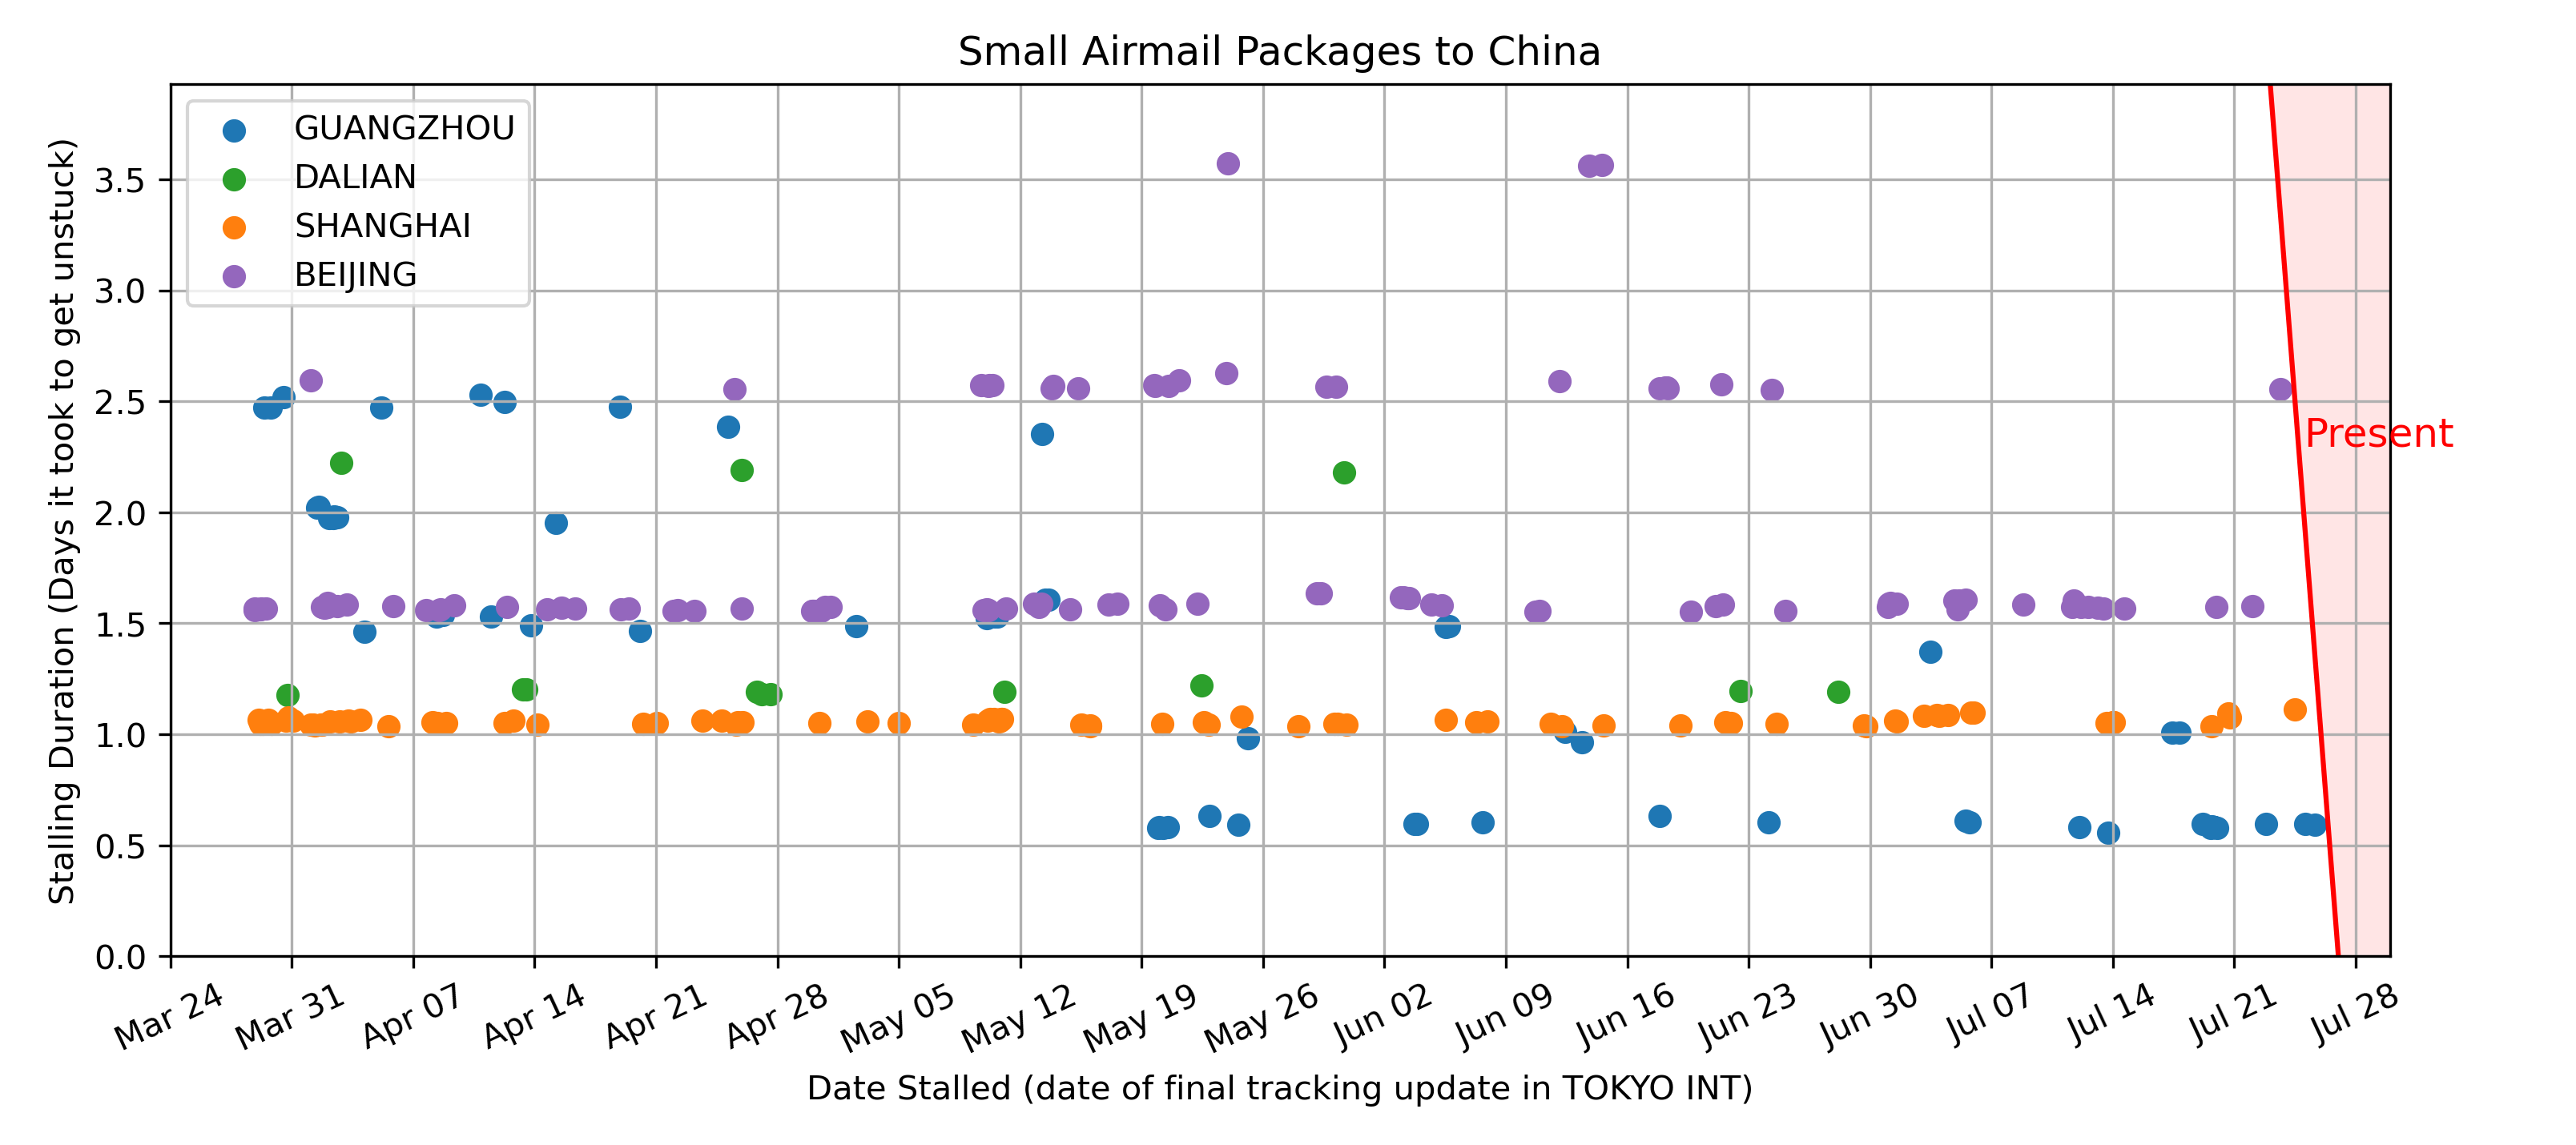 Small Airmail Packages to China
GUANGZHOU
DALIAN
SHANGHAI
BEIJING
Stalling Duration (Days it took to get unstuck)
3.5
3.0
2.5
2.0
1.5
1.0
0.5
0.0
Present
Mar 24 Mar 31 Apr 07 Apr 14 Apr 21 Apr 28 May 05 May 12 May 19 May 26 Jun 02 Jun 09 Jun 16 Jun 23 Jun 30 Jul 07 Jul 14 Jul 21 Jul 28
Date Stalled (date of final tracking update in TOKYO INT)